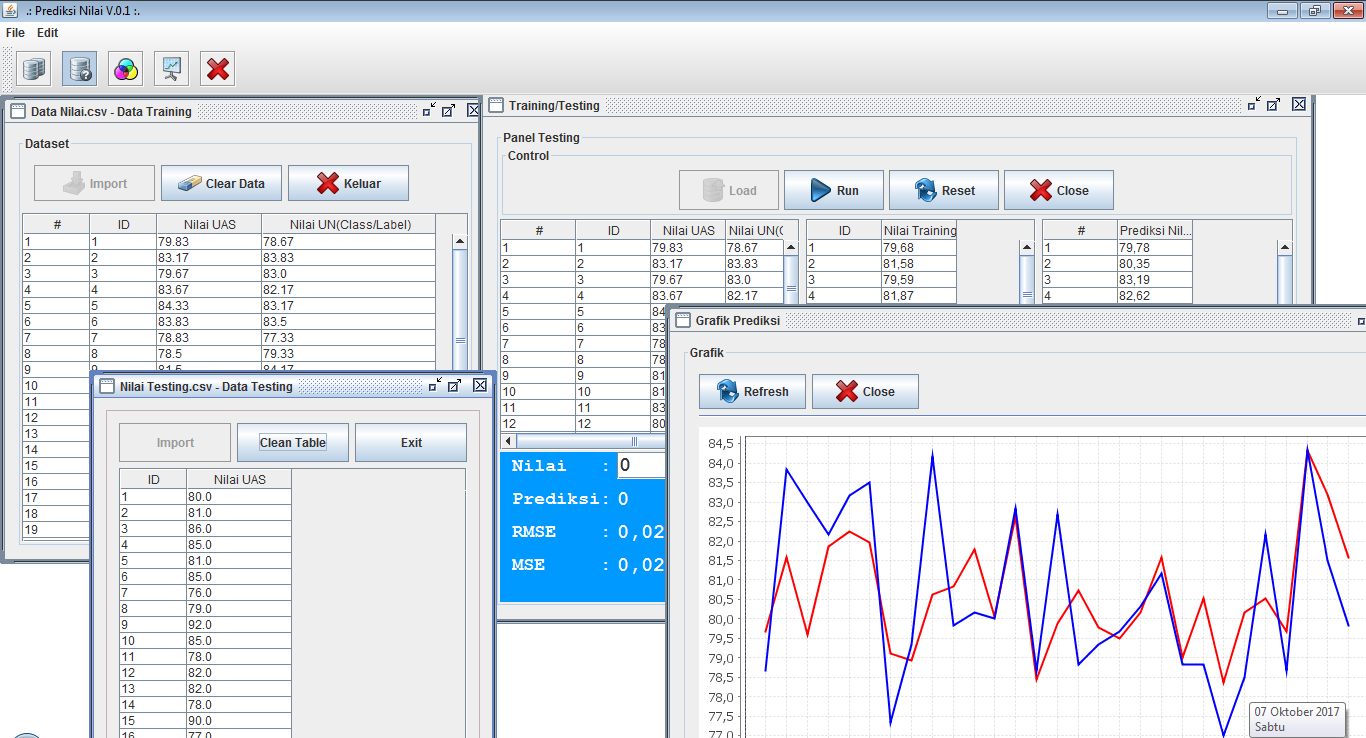 .: Prediksi Nilai V.0.1 :.
File Edit
Data Nilai.csv - Data Training
Dataset
Import Clear Data Keluar
# ID Nilai UAS Nilai UN(Class/Label)
1 1 79.83 78.67
2 2 83.17 83.83
3 3 79.67 83.0
4 4 83.67 82.17
5 5 84.33 83.17
6 6 83.83 83.5
7 7 78.83 77.33
8 8 78.5 79.33
9 9 81.5 84.17
10
11
12
13
14
15
16
17
18
19
Nilai Testing.csv - Data Testing
Import Clean Table Exit
ID Nilai UAS
1 80.0
2 81.0
3 86.0
4 85.0
5 81.0
6 85.0
7 76.0
8 79.0
9 92.0
10 85.0
11 78.0
12 82.0
13 82.0
14 78.0
15 90.0
16 77.0
Training/Testing
Panel Testing
Control
Load Run Reset Close
# ID Nilai UAS Nilai UN(
1 1 79.83 78.67
2 2 83.17 83.83
3 3 79.67 83.0
4 4 83.67 82.17
5 5 84
6 6 83
7 7 78
8 8 78
9 9 81
10 10 81
11 11 83
12 12 80
ID Nilai Training
1 79,68
2 81,58
3 79,59
4 81,87
# Prediksi Nil...
1 79,78
2 80,35
3 83,19
4 82,62
Nilai : 0
Prediksi: 0
RMSE : 0,02
MSE : 0,02
Grafik Prediksi
Grafik
Refresh Close
84,5
84,0
83,5
83,0
82,5
82,0
81,5
81,0
80,5
80,0
79,5
79,0
78,5
78,0
77,5
77,0
07 Oktober 2017
Sabtu